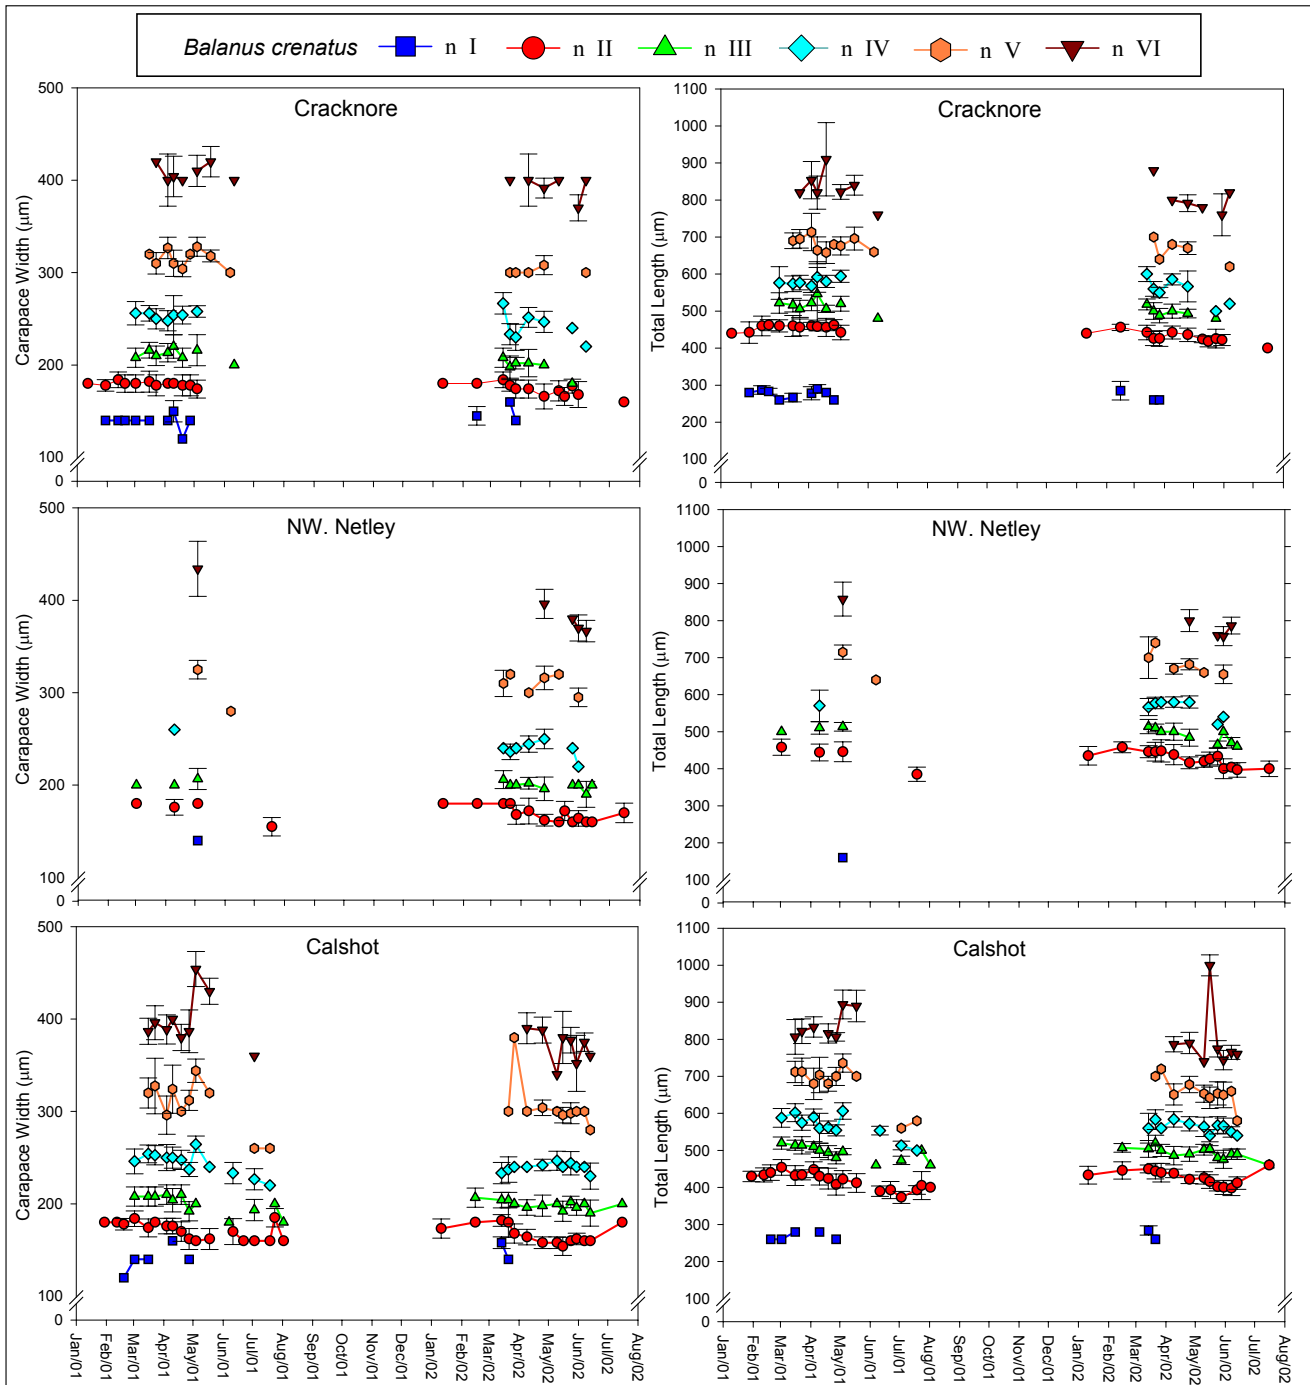 Balanus crenatus n I n II n III n IV n V n VI
Cracknore
Carapace Width (µm)
500
400
300
200
100
0
Cracknore
Total Length (µm)
1100
1000
900
800
700
600
500
400
300
200
100
0
NW. Netley
Carapace Width (µm)
500
400
300
200
100
0
NW. Netley
Total Length (µm)
1100
1000
900
800
700
600
500
400
300
200
100
0
Calshot
Carapace Width (µm)
500
400
300
200
100
0
Jan/01
Feb/01
Mar/01
Apr/01
May/01
Jun/01
Jul/01
Aug/01
Sep/01
Oct/01
Nov/01
Dec/01
Jan/02
Feb/02
Mar/02
Apr/02
May/02
Jun/02
Jul/02
Aug/02
Calshot
Total Length (µm)
1100
1000
900
800
700
600
500
400
300
200
100
0
Jan/01
Feb/01
Mar/01
Apr/01
May/01
Jun/01
Jul/01
Aug/01
Sep/01
Oct/01
Nov/01
Dec/01
Jan/02
Feb/02
Mar/02
Apr/02
May/02
Jun/02
Jul/02
Aug/02